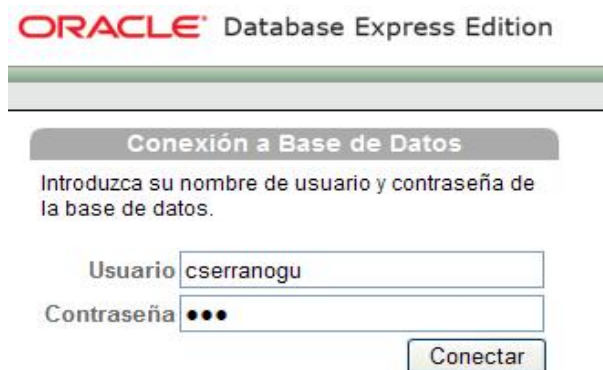 ORACLE Database Express Edition
Conexión a Base de Datos
Introduzca su nombre de usuario y contraseña de
la base de datos.
Usuario cserranogu
Contraseña •••
Conectar